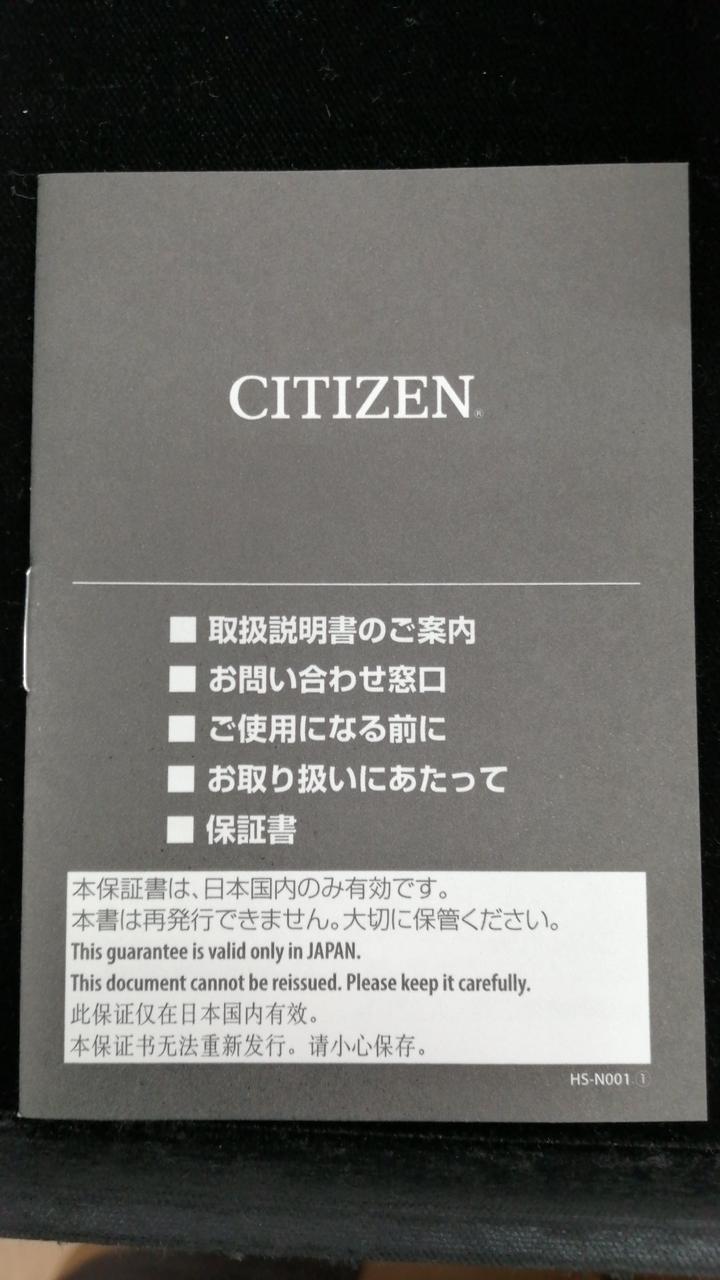 CITIZEN®
■ 取扱説明書のご案内
■ お問い合わせ窓口
■ ご使用になる前に
■ お取り扱いにあたって
■ 保証書
本保証書は、日本国内のみ有効です。
本書は再発行できません。大切に保管ください。
This guarantee is valid only in JAPAN.
This document cannot be reissued. Please keep it carefully.
此保证仅在日本国内有效。
本保证书无法重新发行。请小心保存。
HS-N001 ①